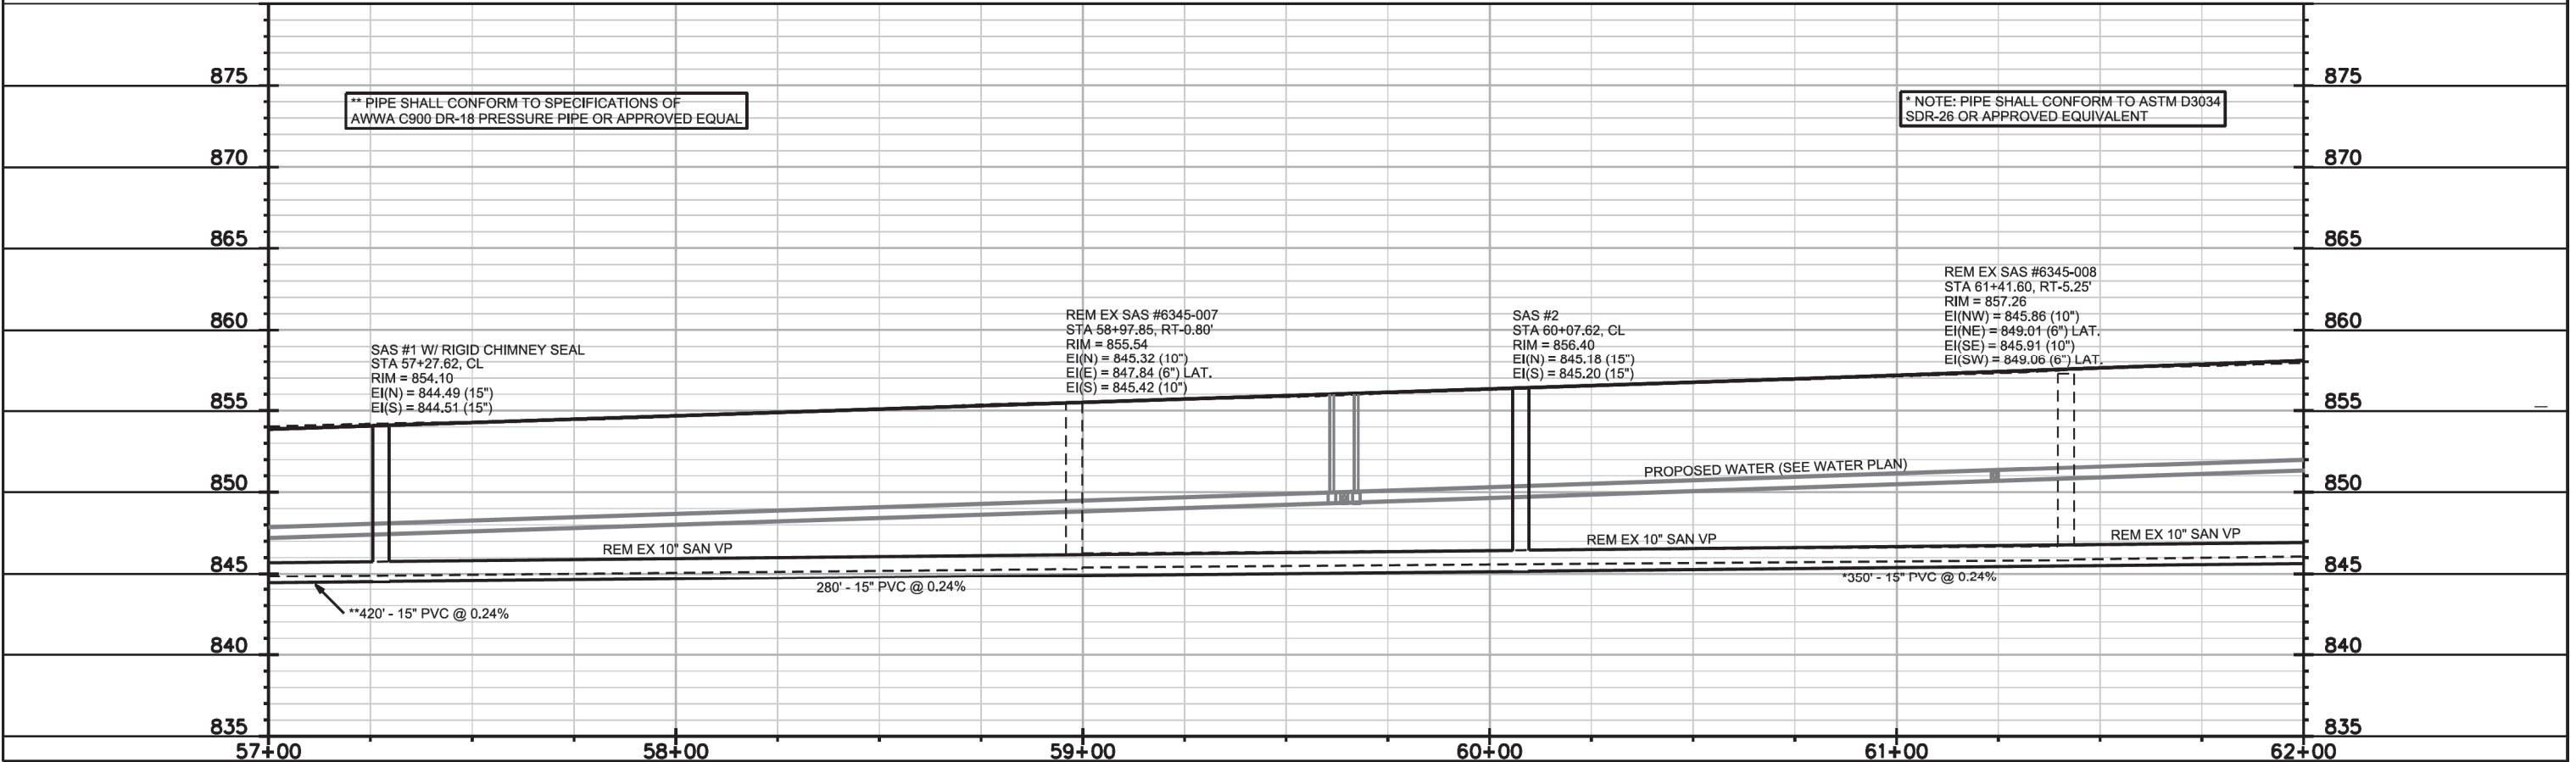 875
870
865
860
855
850
845
840
835
** PIPE SHALL CONFORM TO SPECIFICATIONS OF
AWWA C900 DR-18 PRESSURE PIPE OR APPROVED EQUAL
* NOTE: PIPE SHALL CONFORM TO ASTM D3034
SDR-26 OR APPROVED EQUIVALENT
SAS #1 W/ RIGID CHIMNEY SEAL
STA 57+27.62, CL
RIM = 854.10
EI(N) = 844.49 (15")
EI(S) = 844.51 (15")
REM EX SAS #6345-007
STA 58+97.85, RT-0.80'
RIM = 855.54
EI(N) = 845.32 (10")
EI(E) = 847.84 (6") LAT.
EI(S) = 845.42 (10")
SAS #2
STA 60+07.62, CL
RIM = 856.40
EI(N) = 845.18 (15")
EI(S) = 845.20 (15")
REM EX SAS #6345-008
STA 61+41.60, RT-5.25'
RIM = 857.26
EI(NW) = 845.86 (10")
EI(NE) = 849.01 (6") LAT.
EI(SE) = 845.91 (10")
EI(SW) = 849.06 (6") LAT.
PROPOSED WATER (SEE WATER PLAN)
REM EX 10" SAN VP
REM EX 10" SAN VP
REM EX 10" SAN VP
**420' - 15" PVC @ 0.24%
280' - 15" PVC @ 0.24%
*350' - 15" PVC @ 0.24%
875
870
865
860
855
850
845
840
835
57+00
58+00
59+00
60+00
61+00
62+00